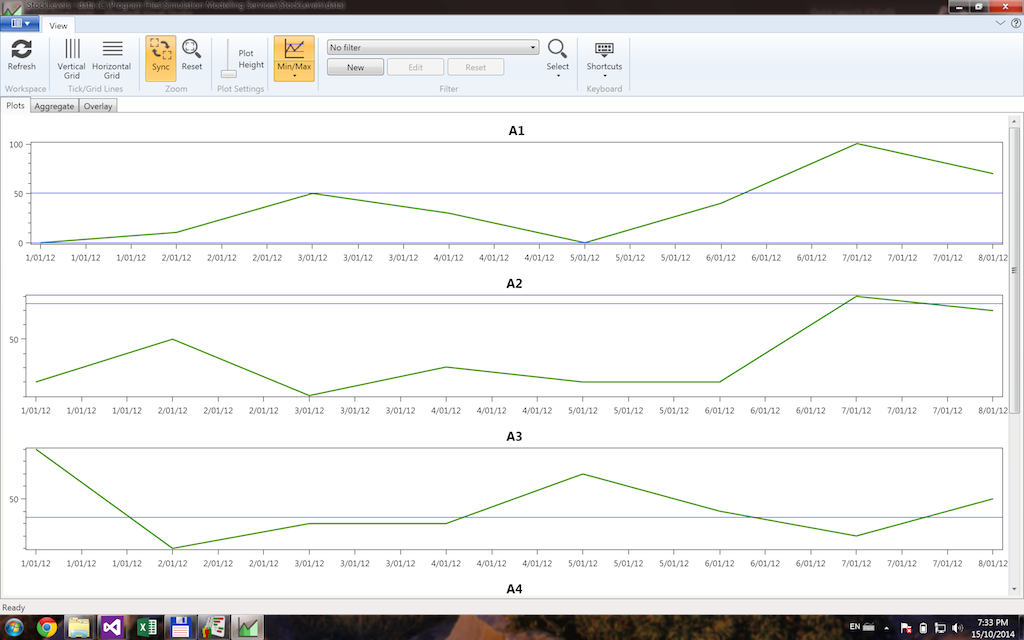 StockLevels - data (C:\Program Files\Simulation Modeling Services\StockLevels\data)
View
Refresh
Vertical Grid
Horizontal Grid
Sync
Reset
Plot Height
Min/Max
No filter
New Edit Reset
Select
Shortcuts
Workspace Tick/Grid Lines Zoom Plot Settings Filter Keyboard
Plots Aggregate Overlay
A1
100
50
0
1/01/12 1/01/12 1/01/12 2/01/12 2/01/12 2/01/12 3/01/12 3/01/12 3/01/12 4/01/12 4/01/12 4/01/12 5/01/12 5/01/12 5/01/12 6/01/12 6/01/12 6/01/12 7/01/12 7/01/12 7/01/12 8/01/12
A2
50
1/01/12 1/01/12 1/01/12 2/01/12 2/01/12 2/01/12 3/01/12 3/01/12 3/01/12 4/01/12 4/01/12 4/01/12 5/01/12 5/01/12 5/01/12 6/01/12 6/01/12 6/01/12 7/01/12 7/01/12 7/01/12 8/01/12
A3
50
1/01/12 1/01/12 1/01/12 2/01/12 2/01/12 2/01/12 3/01/12 3/01/12 3/01/12 4/01/12 4/01/12 4/01/12 5/01/12 5/01/12 5/01/12 6/01/12 6/01/12 6/01/12 7/01/12 7/01/12 7/01/12 8/01/12
A4
Ready
EN
7:33 PM
15/10/2014